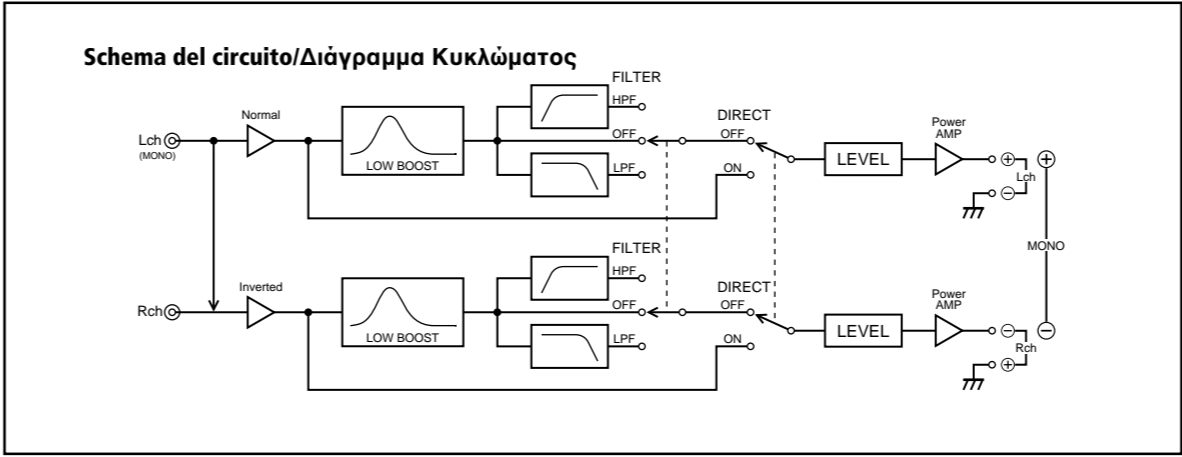 Schema del circuito/Διάγραμμα Κυκλώματος
FILTER
HPF
Normal
DIRECT
Power
AMP
Lch
(MONO)
LOW BOOST
OFF
OFF
LEVEL
+
+
Lch
LPF
ON
−
MONO
FILTER
HPF
Inverted
DIRECT
Power
AMP
Rch
LOW BOOST
OFF
OFF
LEVEL
−
−
Rch
LPF
ON
+